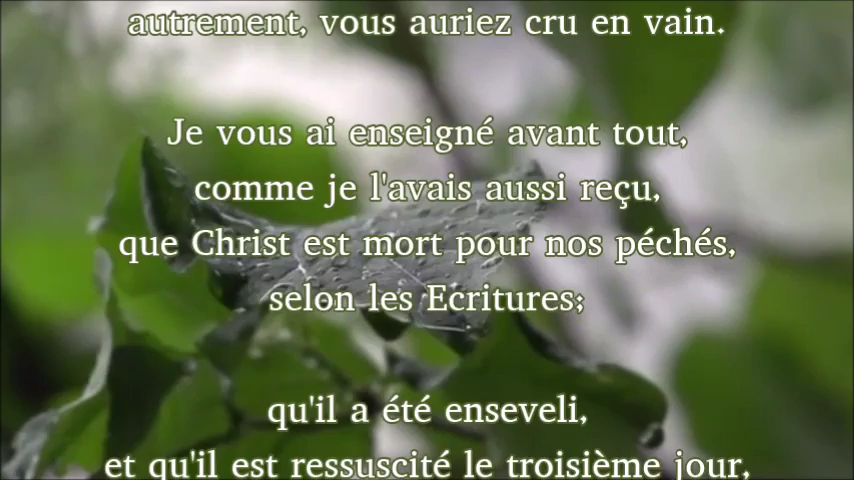 autrement, vous auriez cru en vain.
Je vous ai enseigné avant tout,
comme je l'avais aussi reçu,
que Christ est mort pour nos péchés,
selon les Ecritures;
qu'il a été enseveli,
et qu'il est ressuscité le troisième jour,